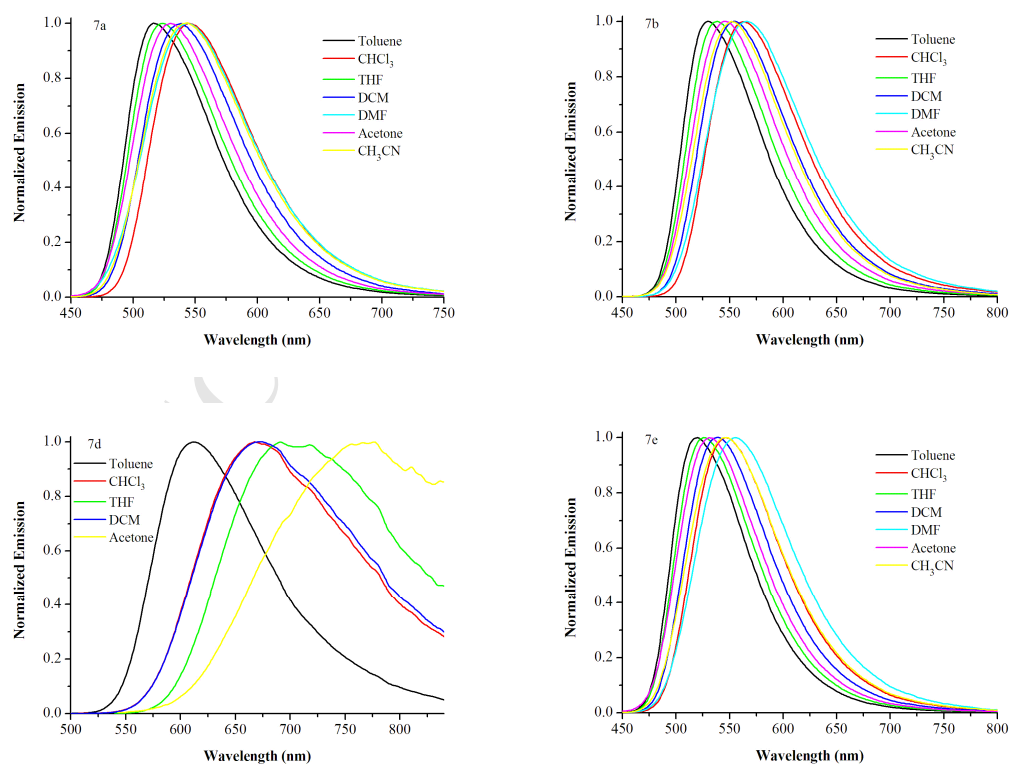 7a
Toluene
CHCl₃
THF
DCM
DMF
Acetone
CH₃CN
Normalized Emission
1.0
0.8
0.6
0.4
0.2
0.0
450 500 550 600 650 700 750
Wavelength (nm)
7b
Toluene
CHCl₃
THF
DCM
DMF
Acetone
CH₃CN
Normalized Emission
1.0
0.8
0.6
0.4
0.2
0.0
450 500 550 600 650 700 750 800
Wavelength (nm)
7d
Toluene
CHCl₃
THF
DCM
Acetone
Normalized Emission
1.0
0.8
0.6
0.4
0.2
0.0
500 550 600 650 700 750 800
Wavelength (nm)
7e
Toluene
CHCl₃
THF
DCM
DMF
Acetone
CH₃CN
Normalized Emission
1.0
0.8
0.6
0.4
0.2
0.0
450 500 550 600 650 700 750 800
Wavelength (nm)